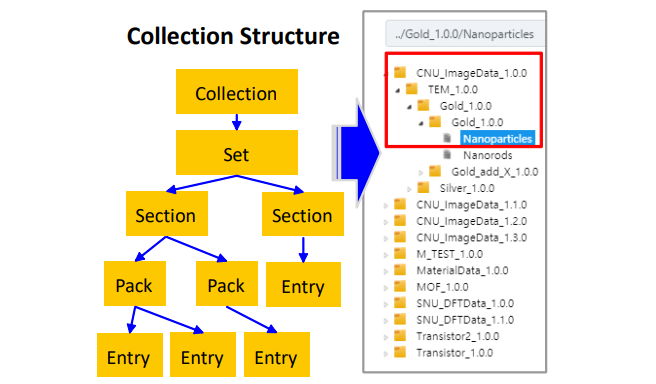 Collection Structure
Collection
Set
Section
Section
Pack
Pack
Entry
Entry
Entry
Entry
../Gold_1.0.0/Nanoparticles
CNU_ImageData_1.0.0
TEM_1.0.0
Gold_1.0.0
Gold_1.0.0
Nanoparticles
Nanorods
Gold_add_X_1.0.0
Silver_1.0.0
CNU_ImageData_1.1.0
CNU_ImageData_1.2.0
CNU_ImageData_1.3.0
M_TEST_1.0.0
MaterialData_1.0.0
MOF_1.0.0
SNU_DFTData_1.0.0
SNU_DFTData_1.1.0
Transistor2_1.0.0
Transistor_1.0.0